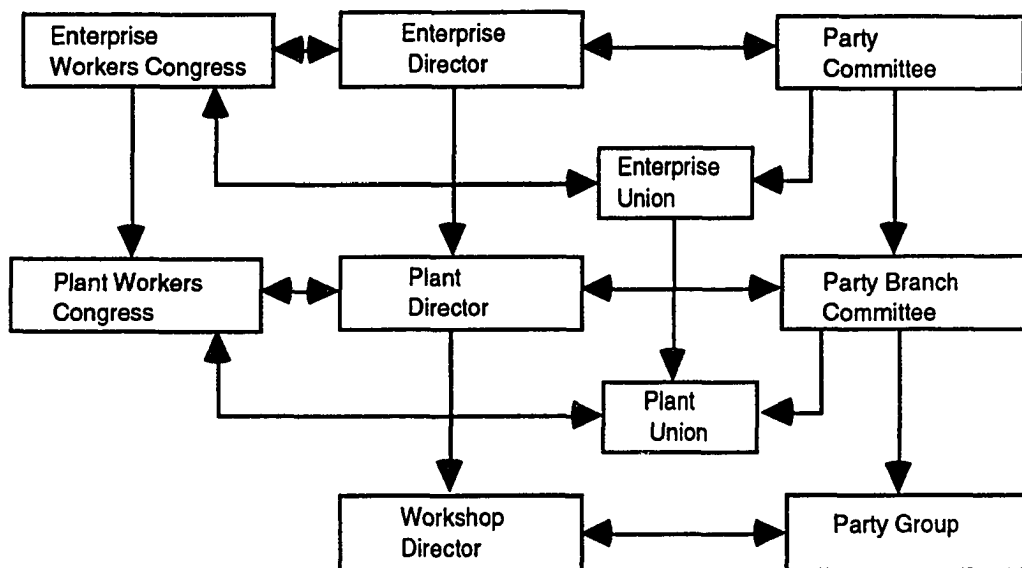 Enterprise
Workers Congress
Enterprise
Director
Party
Committee
Enterprise
Union
Plant Workers
Congress
Plant
Director
Party Branch
Committee
Plant
Union
Workshop
Director
Party Group